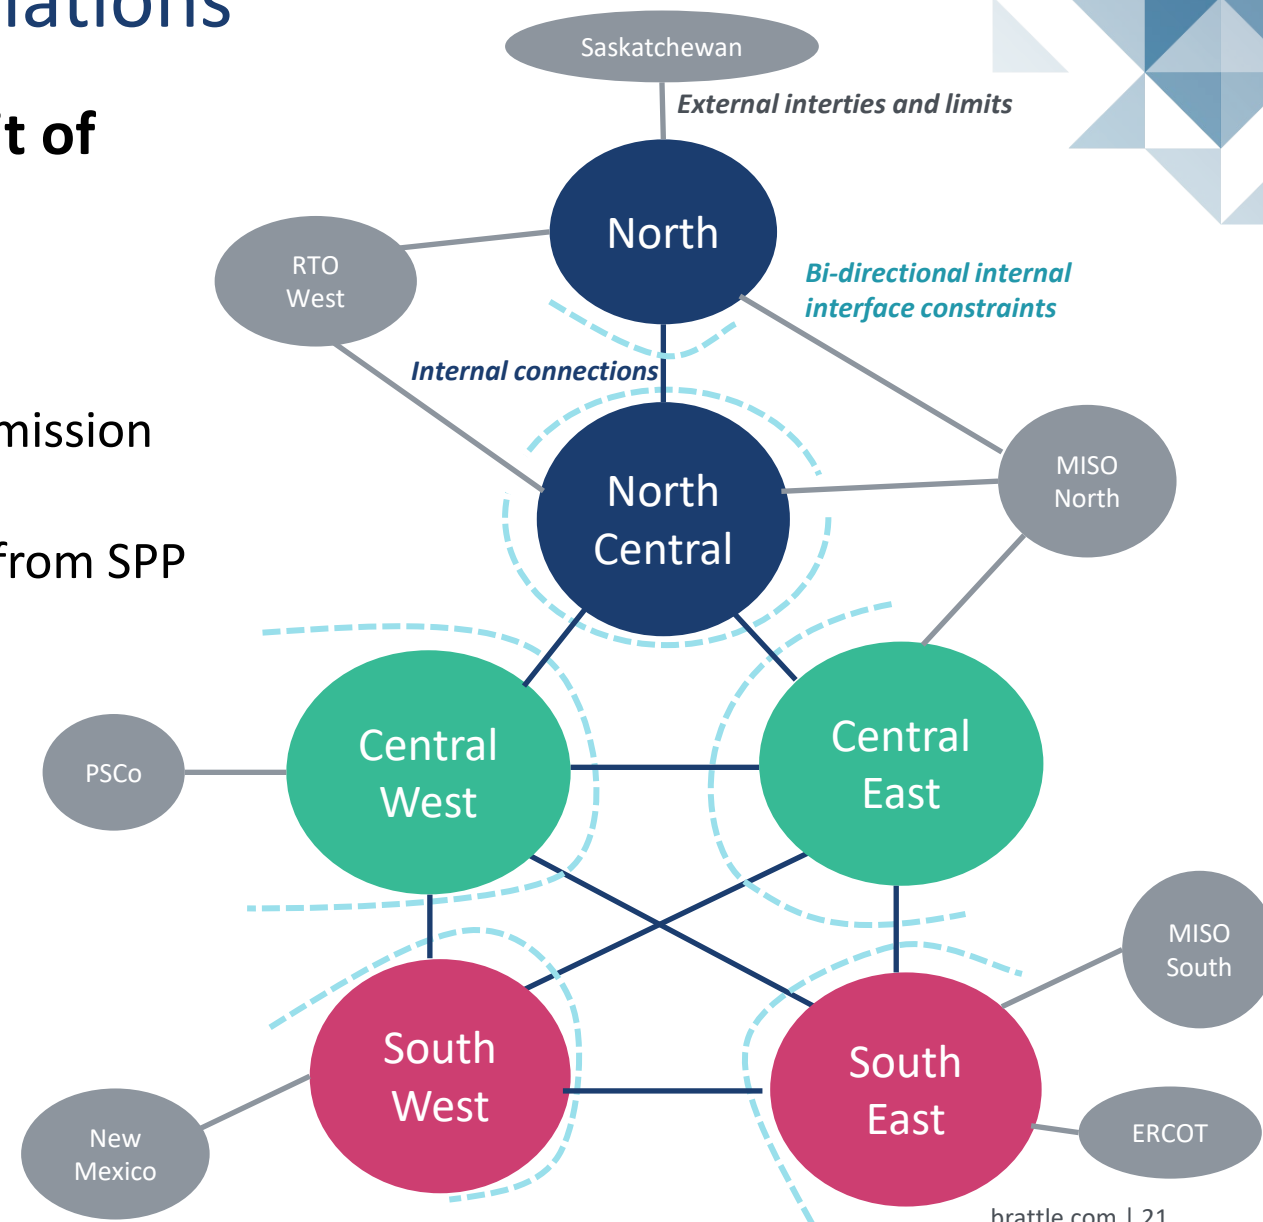 Saskatchewan
External interties and limits
t of
North
RTO
West
Bi-directional internal
interface constraints
Internal connections
mission
North
Central
MISO
North
from SPP
Central
West
Central
East
PSCo
MISO
South
South
West
South
East
New
Mexico
ERCOT
brattle.com | 21